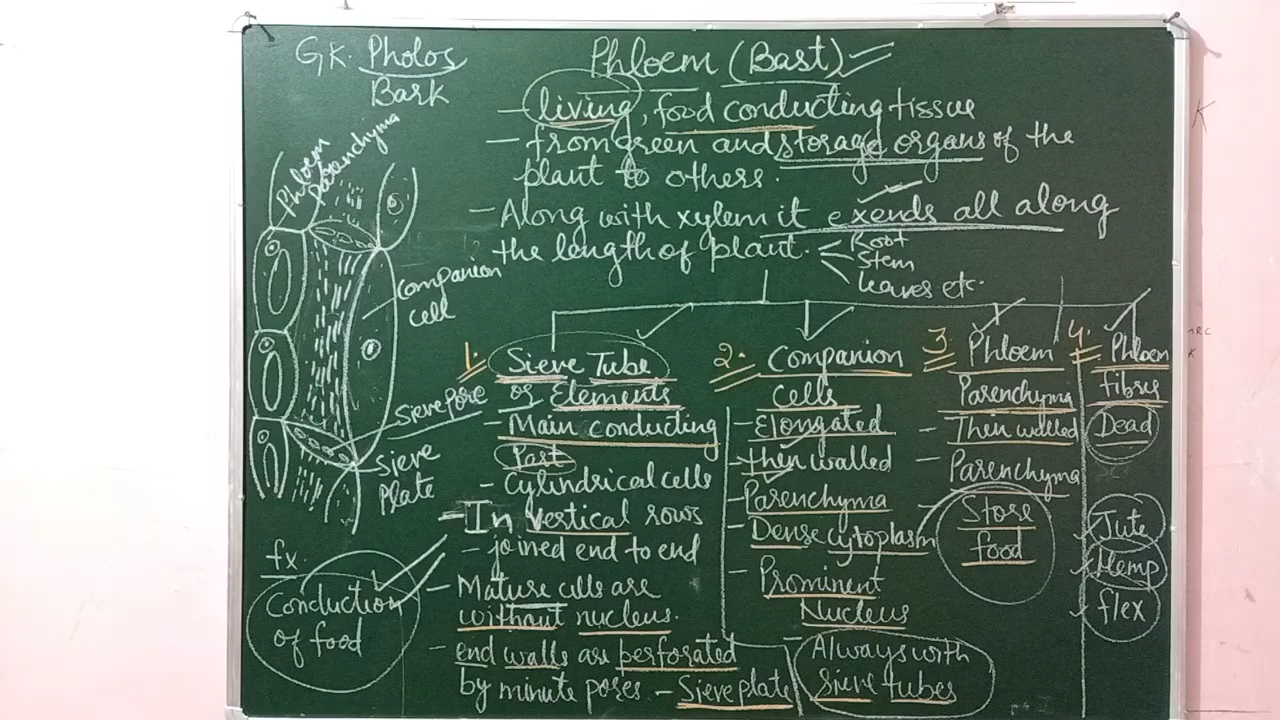 GK. Pholos
Bark
Phloem (Bast)
- living, food conducting tissue
- from green and storage organs of the
plant to others.
- Along with xylem it exends all along
the length of plant.
Root
Stem
leaves etc.
Phloem
Parenchyma
Companion
Cell
Sieve pore
Sieve
Plate
fx.
Conduction
of food
1. Sieve Tube
or Elements
- Main conducting
Part
- Cylindrical cells
- In vertical rows
- joined end to end
- Mature cells are
without nucleus.
- end walls are perforated
by minute pores - Sieve plate
2. Companion
Cells
- Elongated
- thin walled
- Parenchyma
- Dense cytoplasm
- Prominent
Nucleus
- Always with
Sieve tubes
3. Phloem
Parenchyma
- Thin walled
- Parenchyma
- Store
food
4. Phloem
fibres
Dead
Jute
Hemp
flex
K